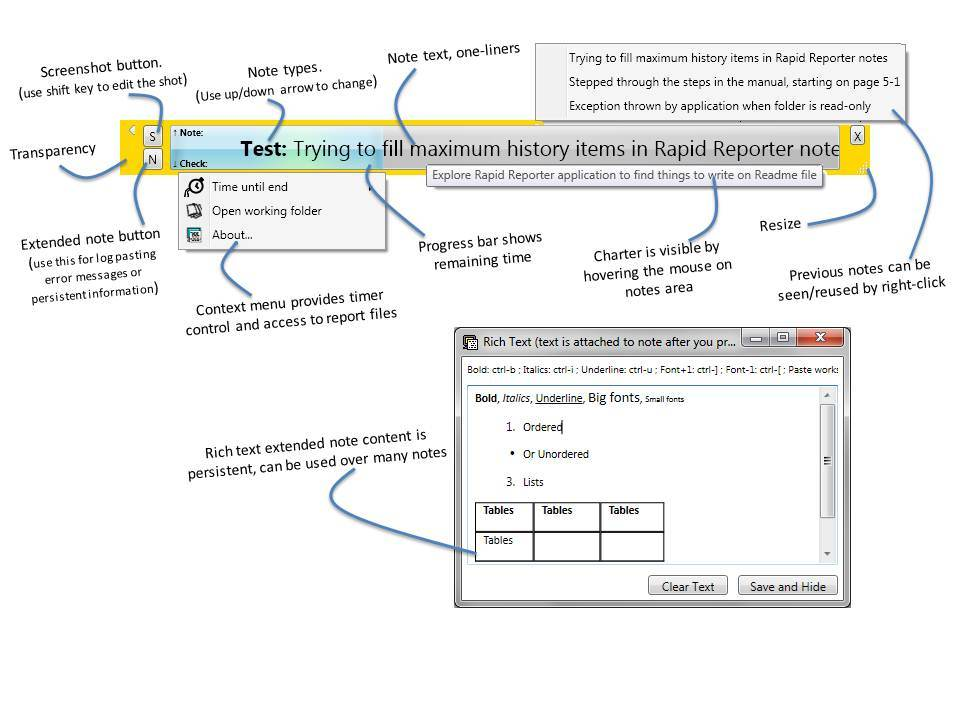 Screenshot button.
(use shift key to edit the shot)
Note types.
(Use up/down arrow to change)
Note text, one-liners
Trying to fill maximum history items in Rapid Reporter notes
Stepped through the steps in the manual, starting on page 5-1
Exception thrown by application when folder is read-only
Transparency
S
N
↑ Note:
Test: Trying to fill maximum history items in Rapid Reporter note
↓ Check:
X
Explore Rapid Reporter application to find things to write on Readme file
Time until end
Open working folder
About...
Extended note button
(use this for log pasting
error messages or
persistent information)
Context menu provides timer
control and access to report files
Progress bar shows
remaining time
Charter is visible by
hovering the mouse on
notes area
Resize
Previous notes can be
seen/reused by right-click
Rich Text (text is attached to note after you pr...
Bold: ctrl-b ; Italics: ctrl-i ; Underline: ctrl-u ; Font+1: ctrl-] ; Font-1: ctrl-[ ; Paste works
Bold, Italics, Underline, Big fonts, Small fonts
1. Ordered
• Or Unordered
3. Lists
Tables Tables Tables
Tables
Clear Text Save and Hide
Rich text extended note content is
persistent, can be used over many notes